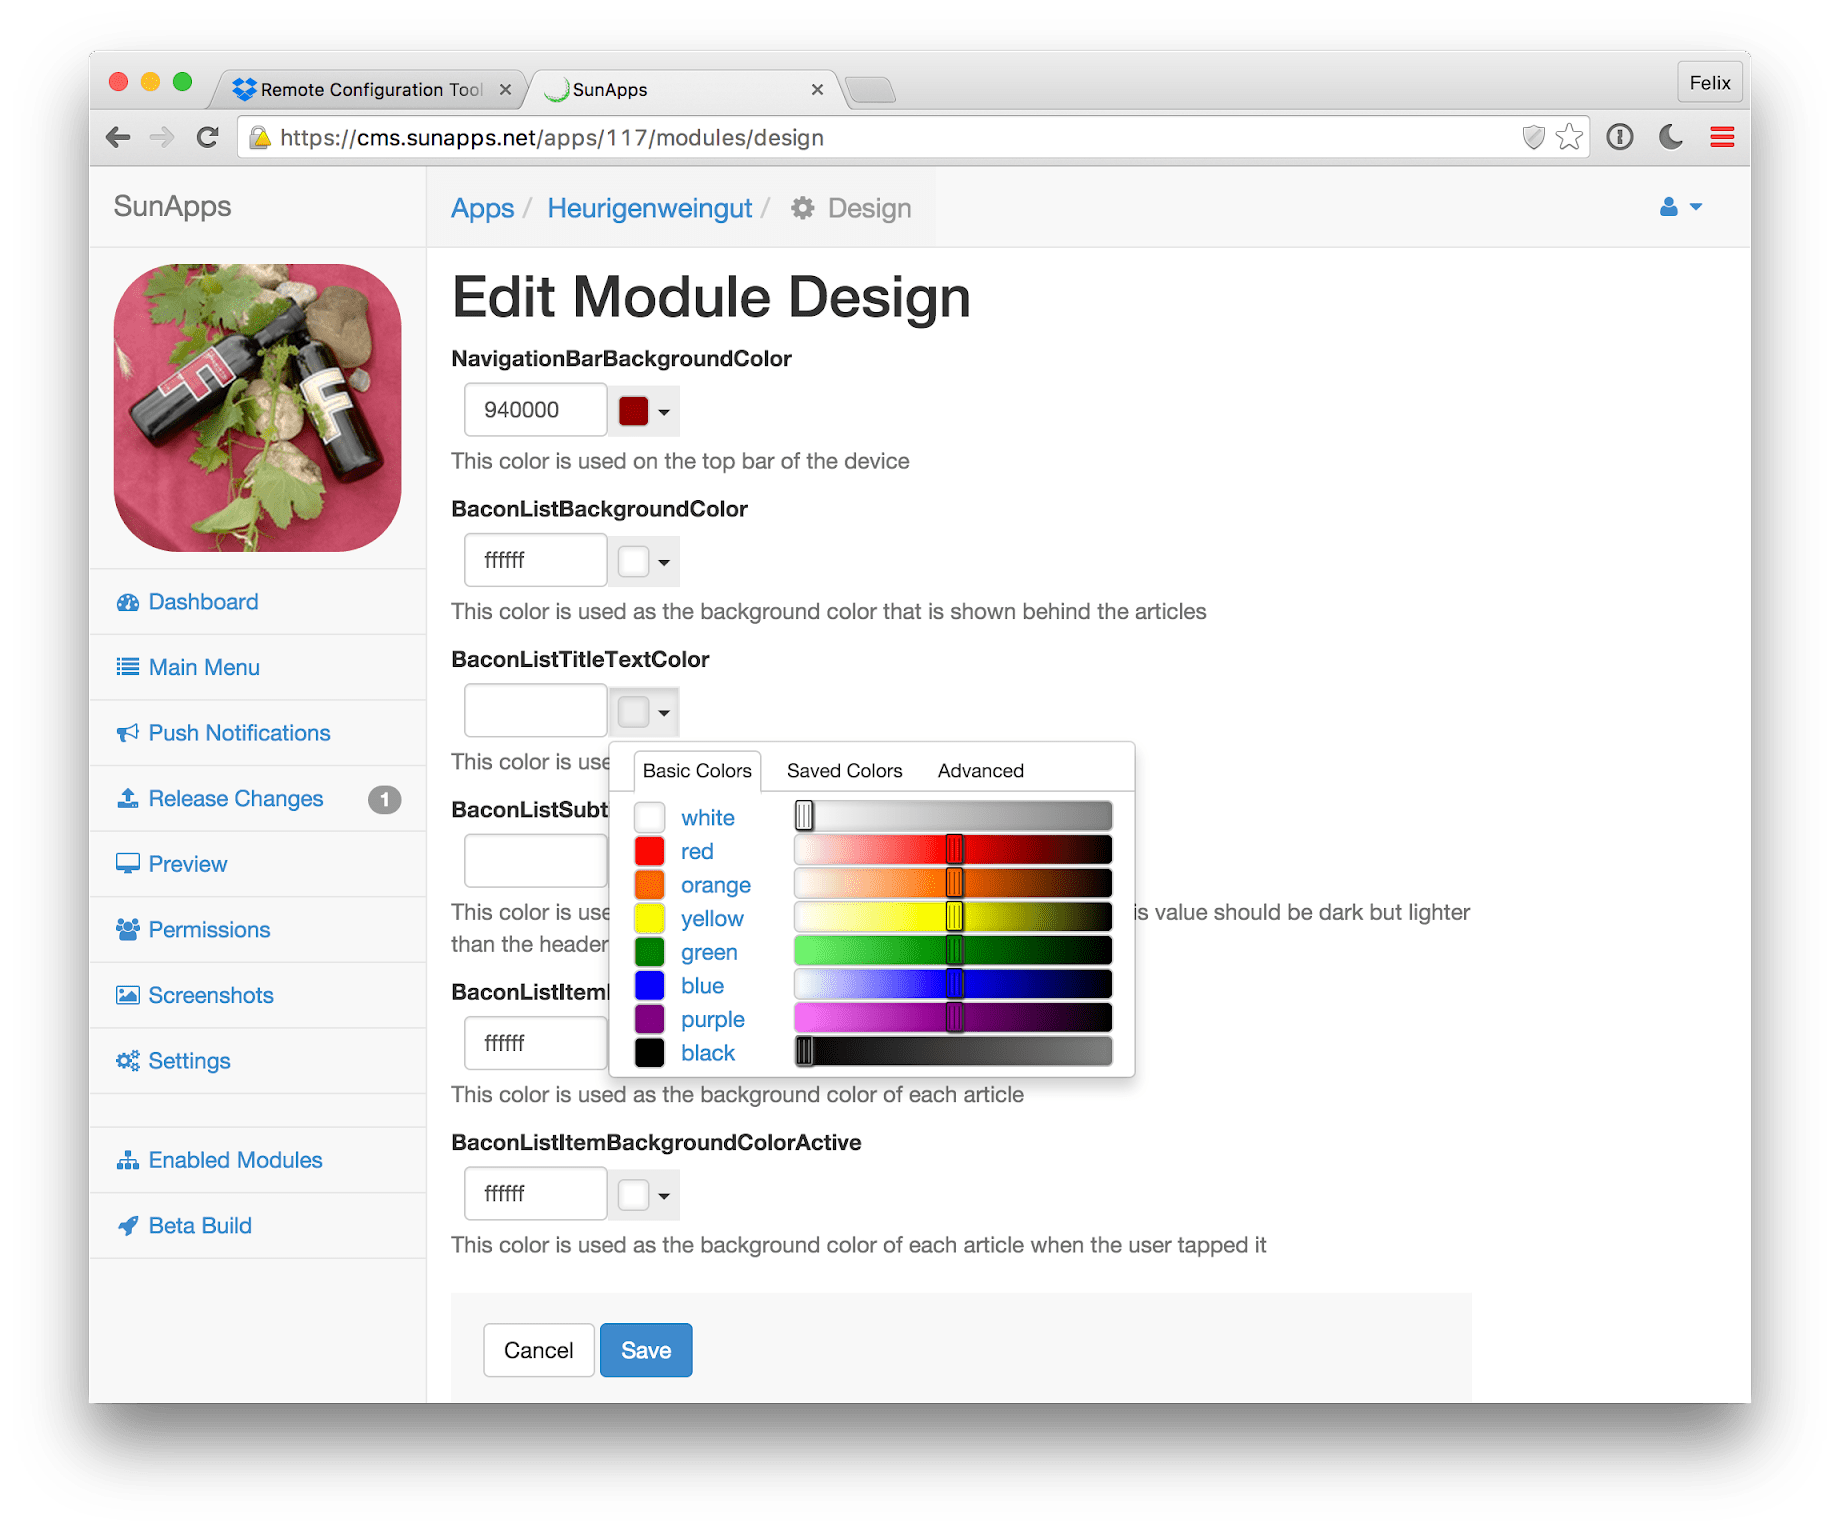 Remote Configuration Tool
SunApps
Felix
https://cms.sunapps.net/apps/117/modules/design
SunApps
Apps / Heurigenweingut / Design
Edit Module Design
NavigationBarBackgroundColor
940000
This color is used on the top bar of the device
BaconListBackgroundColor
ffffff
This color is used as the background color that is shown behind the articles
BaconListTitleTextColor
This color is use
Basic Colors Saved Colors Advanced
white
red
orange
yellow
green
blue
purple
black
BaconListSubt
This color is use is value should be dark but lighter
than the header
BaconListItem
ffffff
This color is used as the background color of each article
BaconListItemBackgroundColorActive
ffffff
This color is used as the background color of each article when the user tapped it
Cancel Save
Dashboard
Main Menu
Push Notifications
Release Changes 1
Preview
Permissions
Screenshots
Settings
Enabled Modules
Beta Build
F
F